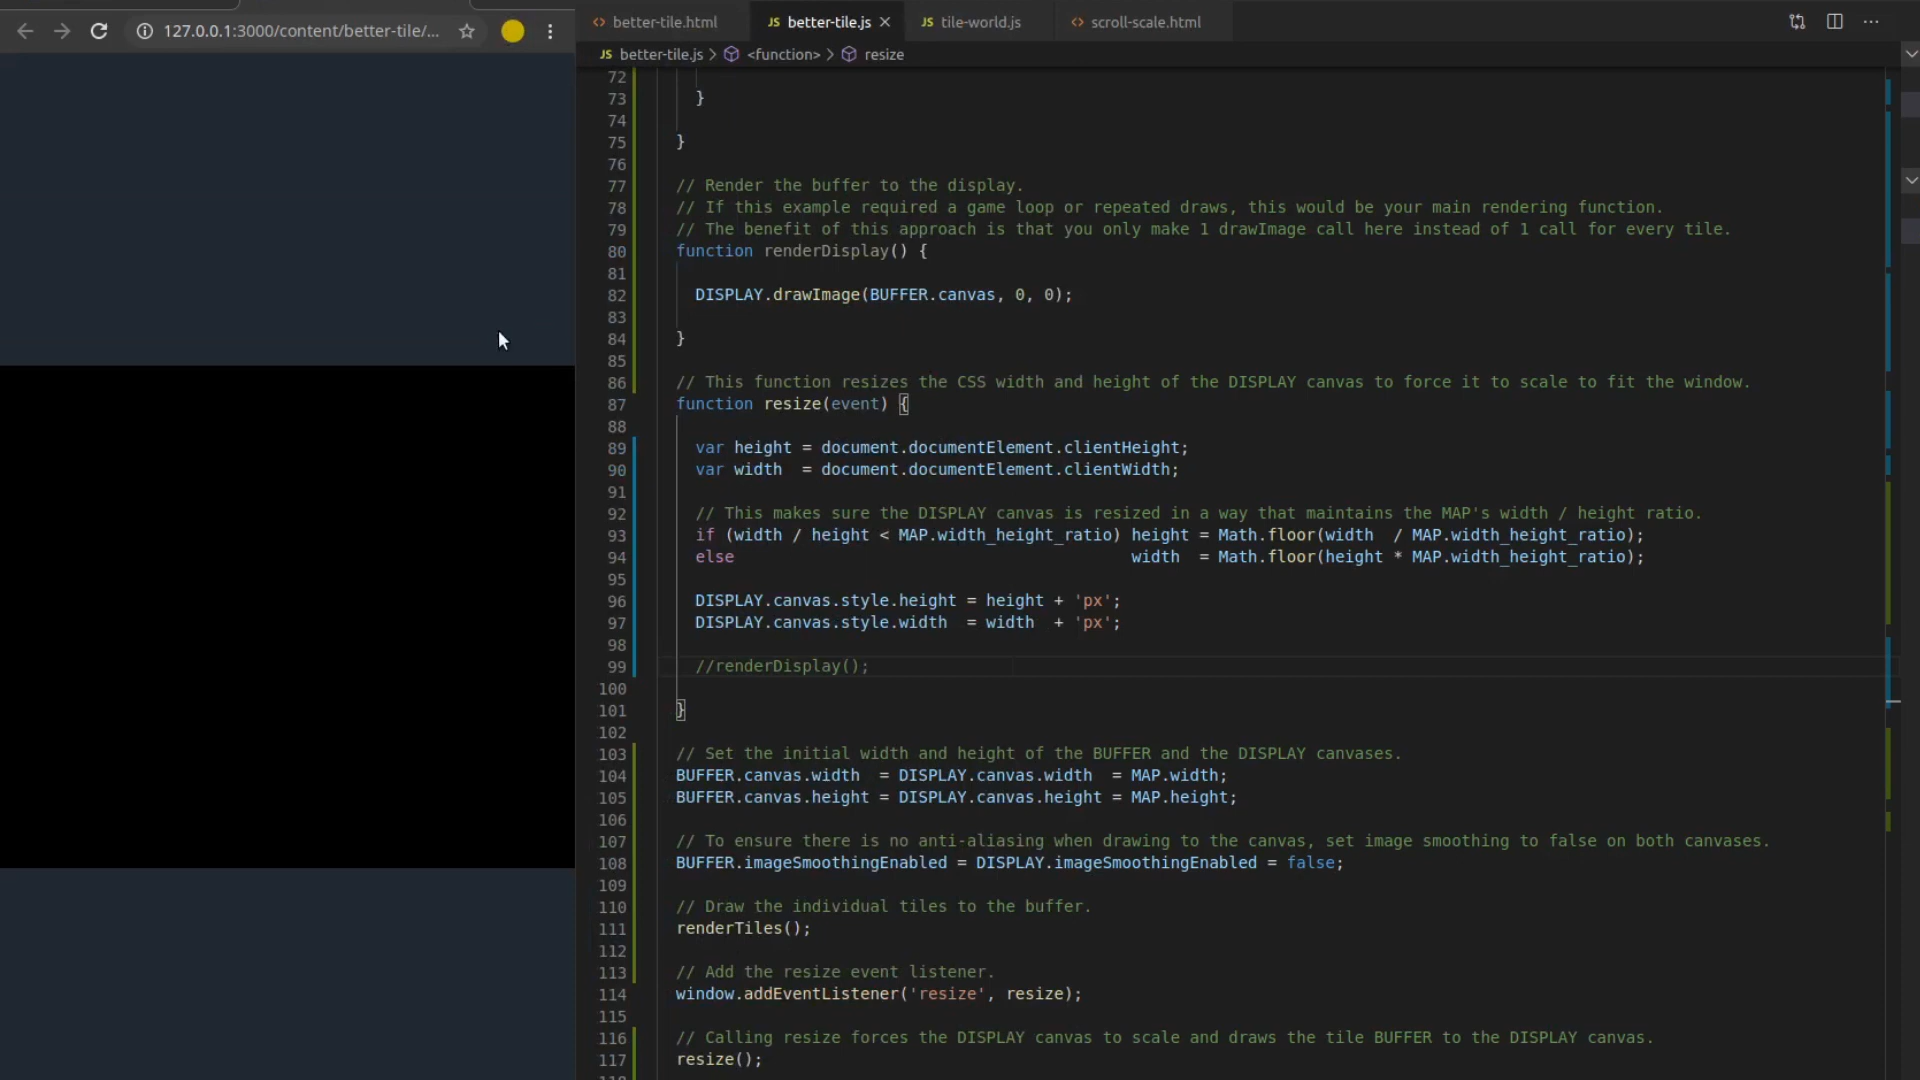 127.0.0.1:3000/content/better-tile/...
<> better-tile.html
JS better-tile.js ×
JS tile-world.js
<> scroll-scale.html
JS better-tile.js > <function> > resize
72
73 }
74
75 }
76
77 // Render the buffer to the display.
78 // If this example required a game loop or repeated draws, this would be your main rendering function.
79 // The benefit of this approach is that you only make 1 drawImage call here instead of 1 call for every tile.
80 function renderDisplay() {
81
82 DISPLAY.drawImage(BUFFER.canvas, 0, 0);
83
84 }
85
86 // This function resizes the CSS width and height of the DISPLAY canvas to force it to scale to fit the window.
87 function resize(event) {
88
89 var height = document.documentElement.clientHeight;
90 var width  = document.documentElement.clientWidth;
91
92 // This makes sure the DISPLAY canvas is resized in a way that maintains the MAP's width / height ratio.
93 if (width / height < MAP.width_height_ratio) height = Math.floor(width  / MAP.width_height_ratio);
94 else                                         width  = Math.floor(height * MAP.width_height_ratio);
95
96 DISPLAY.canvas.style.height = height + 'px';
97 DISPLAY.canvas.style.width  = width  + 'px';
98
99 //renderDisplay();
100
101 }
102
103 // Set the initial width and height of the BUFFER and the DISPLAY canvases.
104 BUFFER.canvas.width  = DISPLAY.canvas.width  = MAP.width;
105 BUFFER.canvas.height = DISPLAY.canvas.height = MAP.height;
106
107 // To ensure there is no anti-aliasing when drawing to the canvas, set image smoothing to false on both canvases.
108 BUFFER.imageSmoothingEnabled = DISPLAY.imageSmoothingEnabled = false;
109
110 // Draw the individual tiles to the buffer.
111 renderTiles();
112
113 // Add the resize event listener.
114 window.addEventListener('resize', resize);
115
116 // Calling resize forces the DISPLAY canvas to scale and draws the tile BUFFER to the DISPLAY canvas.
117 resize();